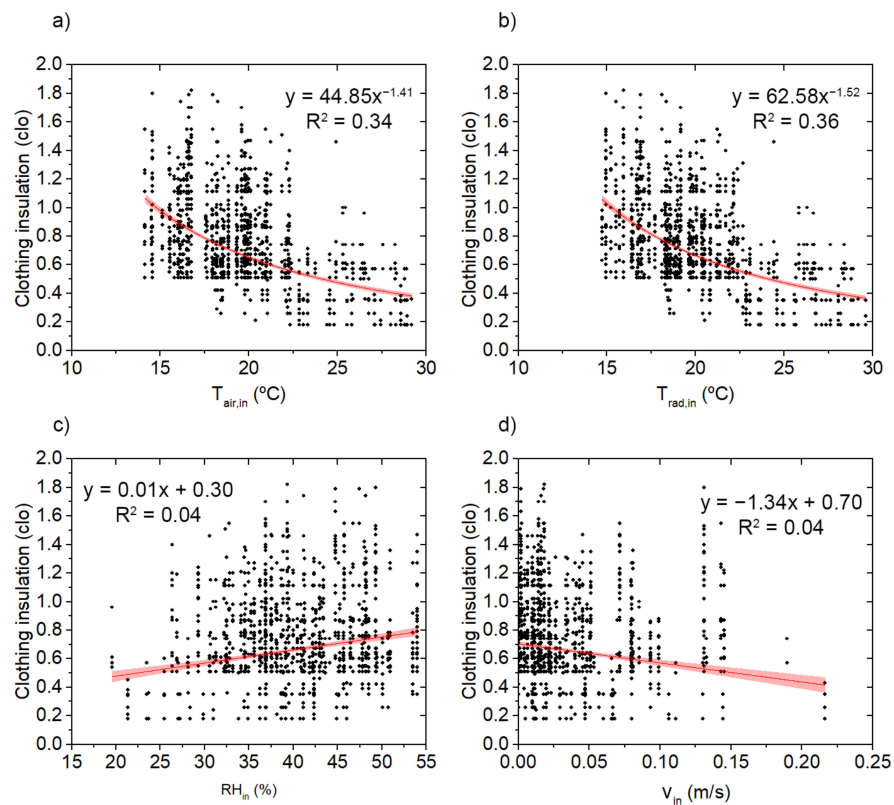 a)
Clothing insulation (clo)
2.0
1.8
1.6
1.4
1.2
1.0
0.8
0.6
0.4
0.2
0.0
y = 44.85x⁻¹·⁴¹
R² = 0.34
10 15 20 25 30
T_air,in (ºC)
b)
Clothing insulation (clo)
2.0
1.8
1.6
1.4
1.2
1.0
0.8
0.6
0.4
0.2
0.0
y = 62.58x⁻¹·⁵²
R² = 0.36
10 15 20 25 30
T_rad,in (ºC)
c)
Clothing insulation (clo)
2.0
1.8
1.6
1.4
1.2
1.0
0.8
0.6
0.4
0.2
0.0
y = 0.01x + 0.30
R² = 0.04
15 20 25 30 35 40 45 50 55
RH_in (%)
d)
Clothing insulation (clo)
2.0
1.8
1.6
1.4
1.2
1.0
0.8
0.6
0.4
0.2
0.0
y = −1.34x + 0.70
R² = 0.04
0.00 0.05 0.10 0.15 0.20 0.25
v_in (m/s)